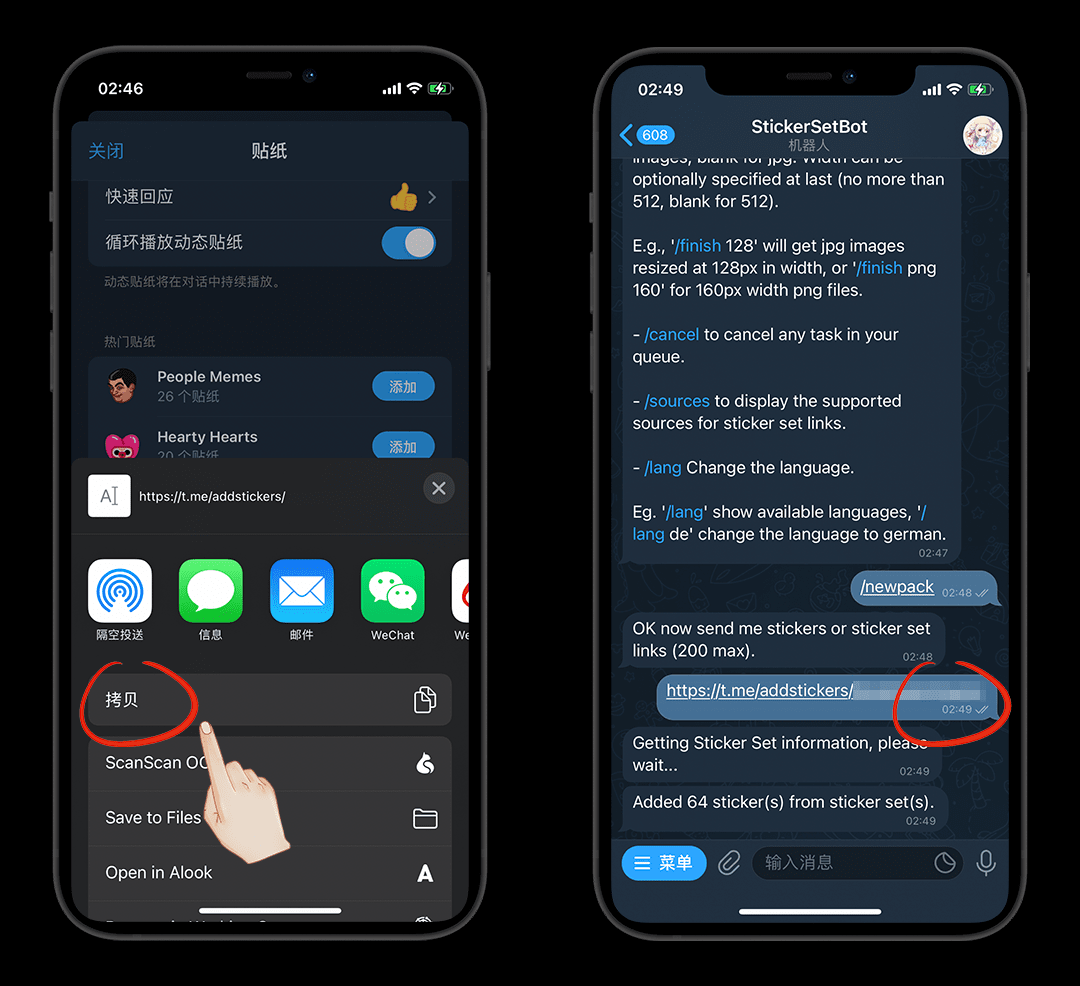 02:46
关闭
贴纸
快速回应
循环播放动态贴纸
动态贴纸将在对话中持续播放。
热门贴纸
People Memes
26 个贴纸
添加
Hearty Hearts
20 个贴纸
添加
AI
https://t.me/addstickers/
隔空投送
信息
邮件
WeChat
We
拷贝
ScanScan OC
Save to Files
Open in Alook
A
02:49
608
StickerSetBot
机器人
images, blank for jpg. Width can be
optionally specified at last (no more than
512, blank for 512).
E.g., '/finish 128' will get jpg images
resized at 128px in width, or '/finish png
160' for 160px width png files.
- /cancel to cancel any task in your
queue.
- /sources to display the supported
sources for sticker set links.
- /lang Change the language.
Eg. '/lang' show available languages, '/
lang de' change the language to german.
02:47
/newpack 02:48
OK now send me stickers or sticker set
links (200 max).
02:48
https://t.me/addstickers/
02:49
Getting Sticker Set information, please
wait...
02:49
Added 64 sticker(s) from sticker set(s).
02:49
菜单
输入消息